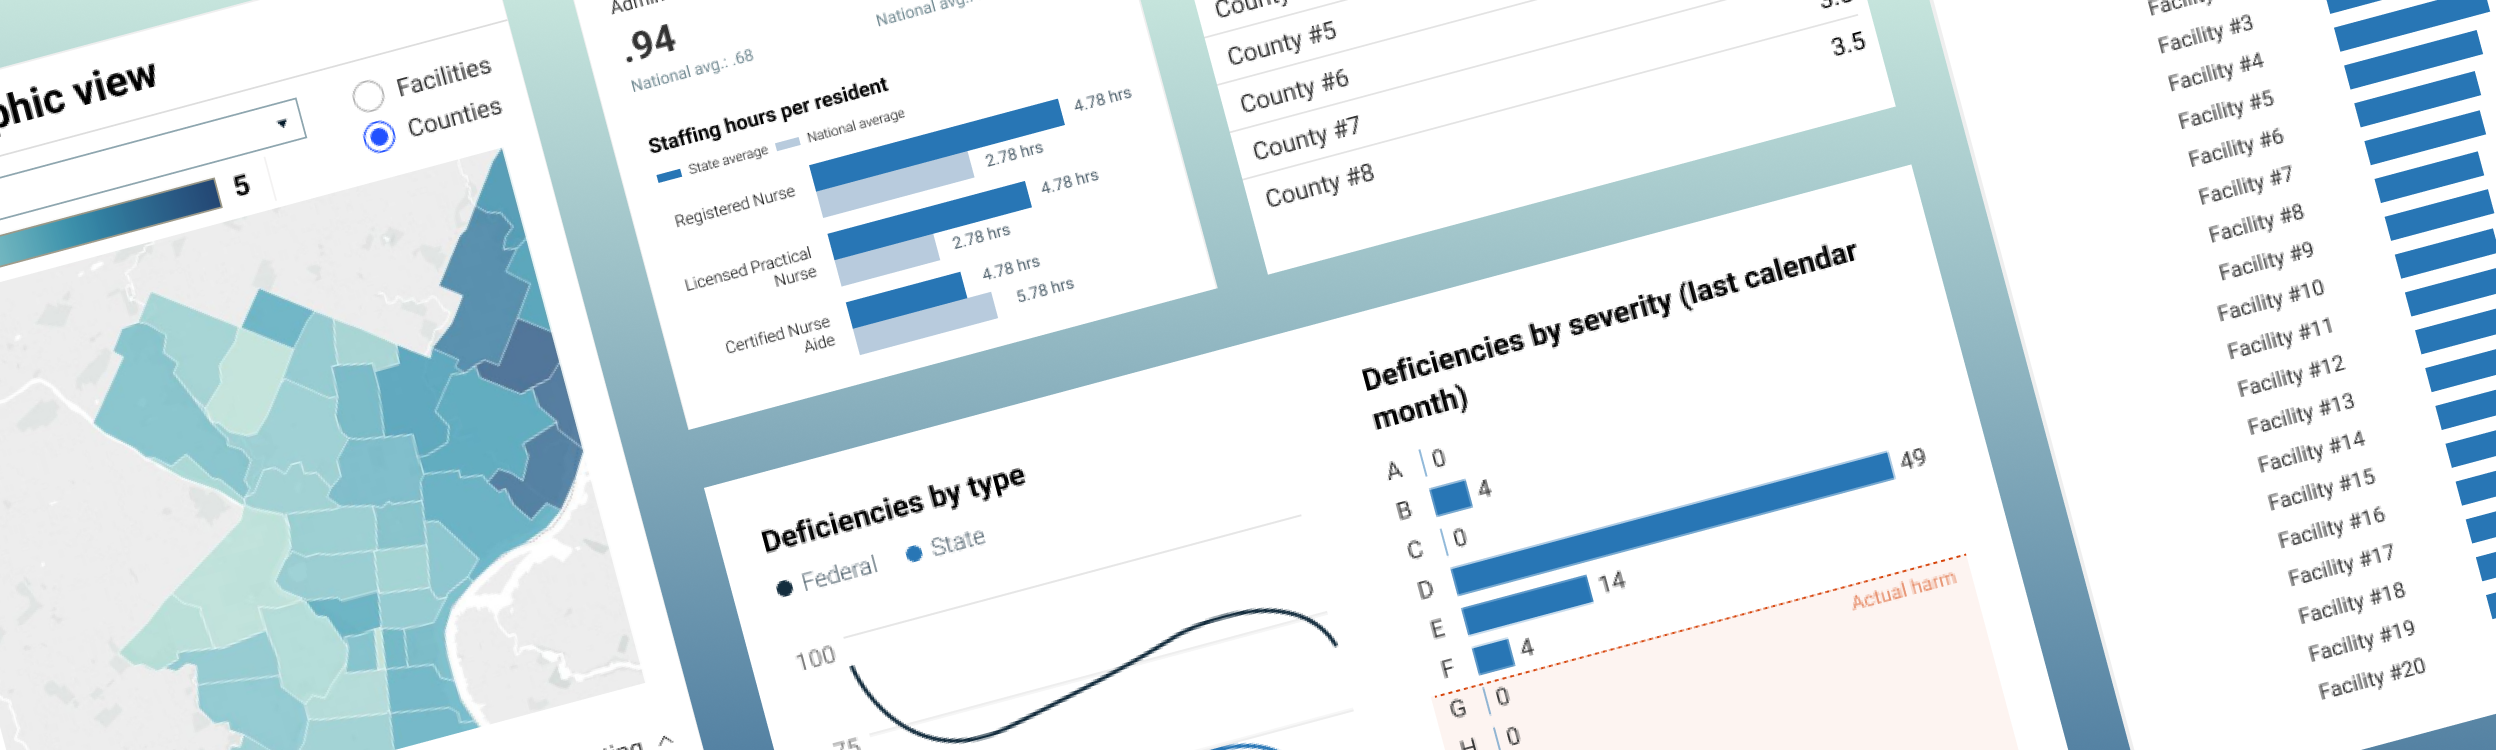 phic view
Facilities
Counties
5
.94
National avg.: .68
National avg.:
Staffing hours per resident
State average
National average
Registered Nurse
4.78 hrs
2.78 hrs
Licensed Practical
Nurse
4.78 hrs
2.78 hrs
Certified Nurse
Aide
4.78 hrs
5.78 hrs
County #5
County #6
3.5
County #7
County #8
Deficiencies by type
Federal
State
100
75
Deficiencies by severity (last calendar
month)
A 0
B 4
C 0
D 49
E 14
F 4
Actual harm
G 0
H 0
Facility #3
Facility #4
Facility #5
Facility #6
Facility #7
Facility #8
Facility #9
Facility #10
Facility #11
Facility #12
Facility #13
Facility #14
Facility #15
Facility #16
Facility #17
Facility #18
Facility #19
Facility #20